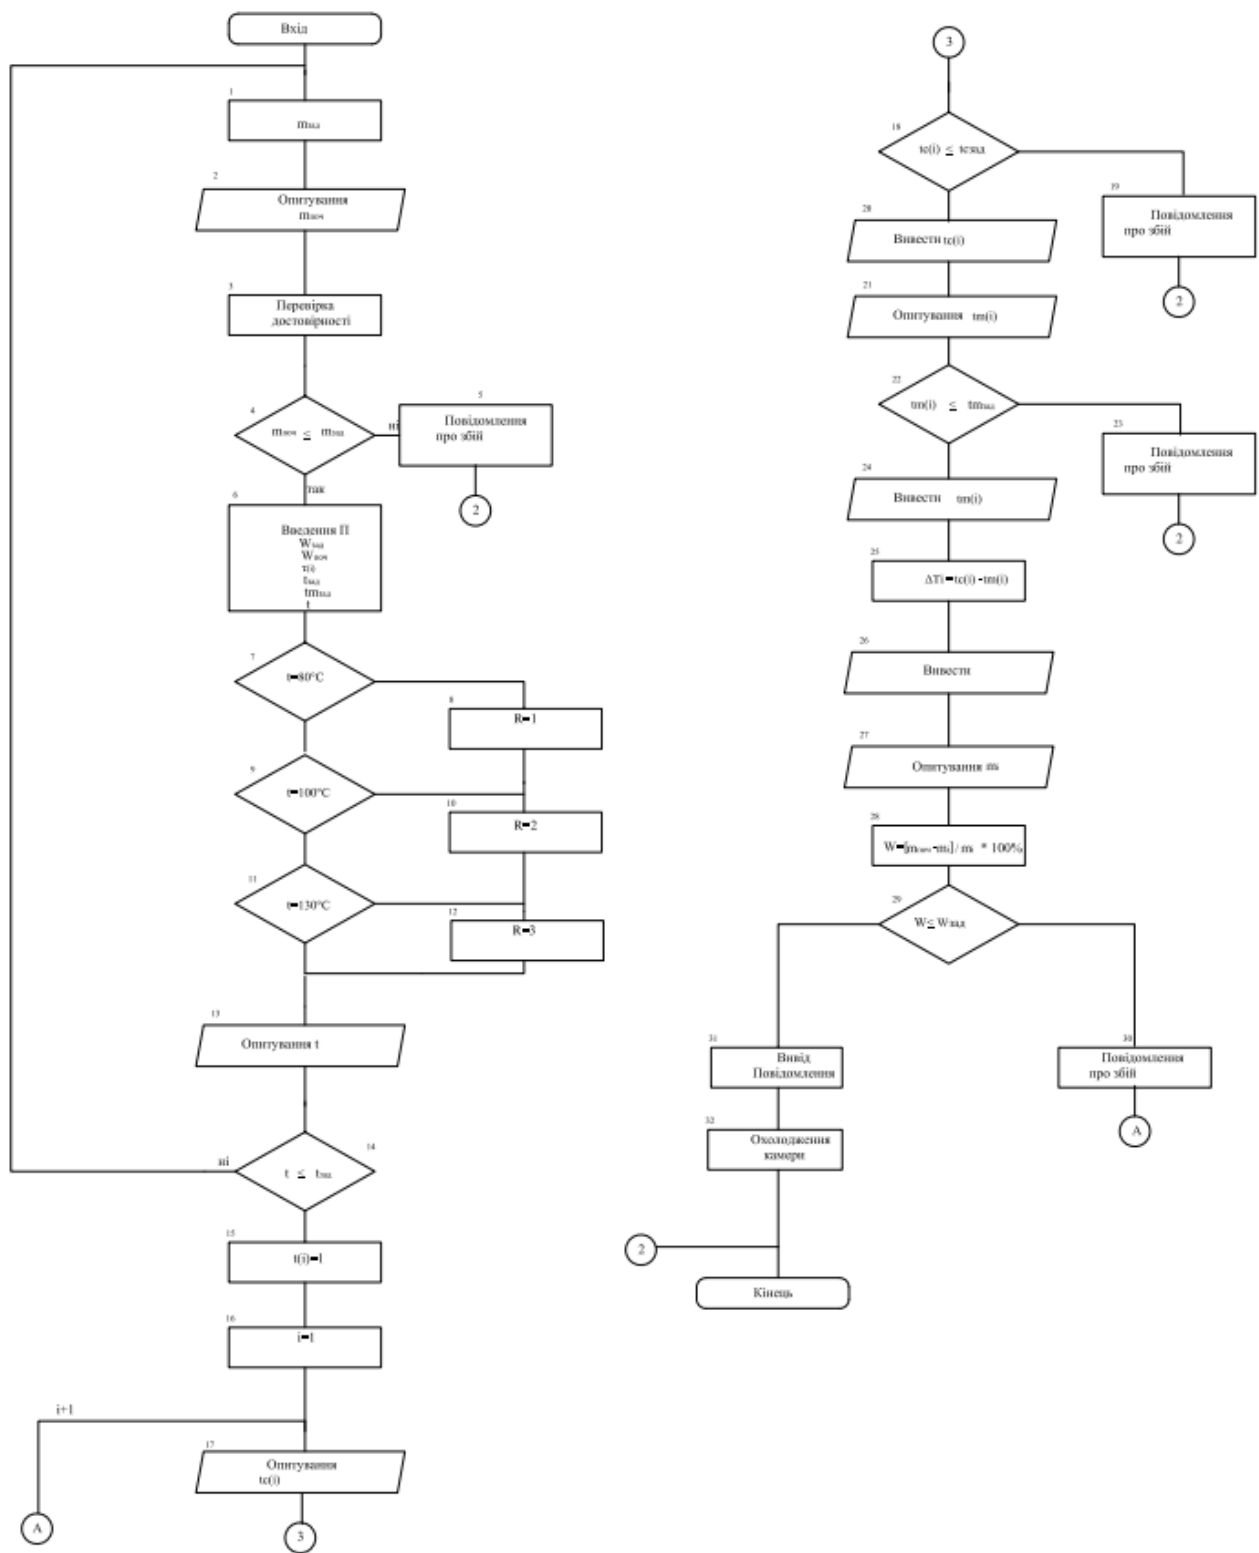 Вхід
1
mзад
2
Опитування
mпоч
3
Перевірка
достовірності
4
mпоч ≤ mзад
ні
5
Повідомлення
про збій
2
так
6
Введення П
Wзад
Wпоч
τ(i)
tзад
tmзад
t
7
t=80°C
8
R=1
9
t=100°C
10
R=2
11
t=130°C
12
R=3
13
Опитування t
14
t ≤ tзад
ні
15
t(i)=1
16
i=1
i+1
17
Опитування
tc(i)
А
3
3
18
tc(i) ≤ tcзад
19
Повідомлення
про збій
2
20
Вивести tc(i)
21
Опитування tm(i)
22
tm(i) ≤ tmзад
23
Повідомлення
про збій
2
24
Вивести tm(i)
25
ΔTi=tc(i) -tm(i)
26
Вивести
27
Опитування mi
28
W=[mпоч-mi] / mi * 100%
29
W≤ Wзад
31
Вивід
Повідомлення
30
Повідомлення
про збій
А
32
Охолодження
камери
2
Кінець